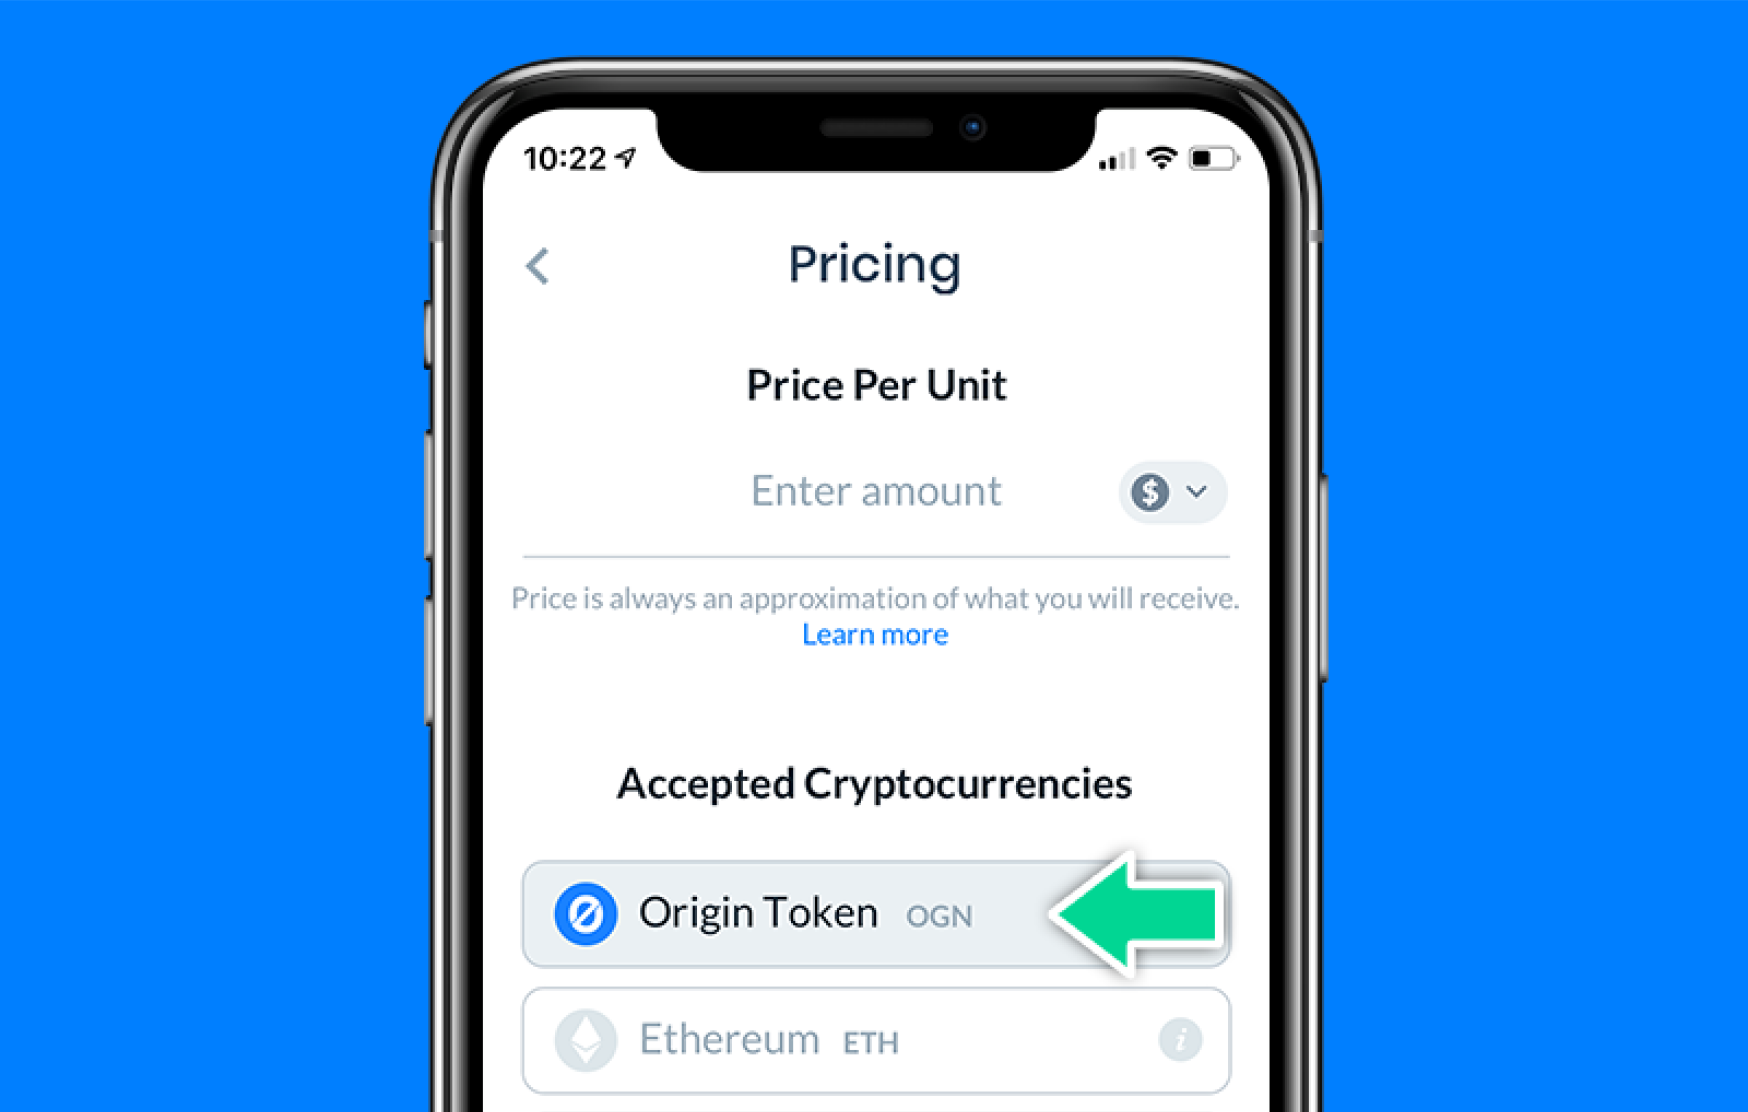 10:22
Pricing
Price Per Unit
Enter amount
$
Price is always an approximation of what you will receive.
Learn more
Accepted Cryptocurrencies
Origin Token OGN
Ethereum ETH i